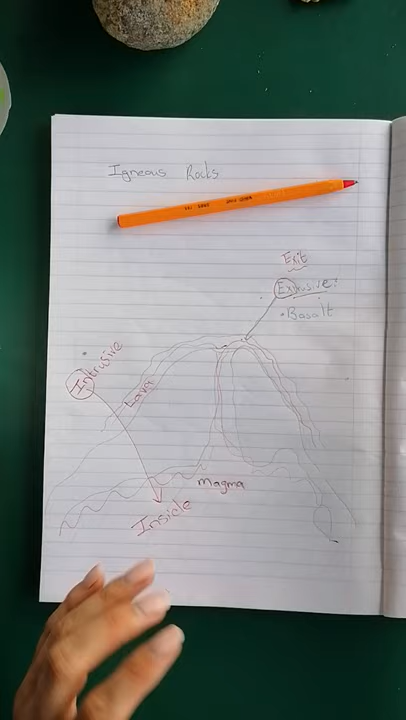 Igneous Rocks
Exit
Extrusive:
• Basalt
Intrusive
Lava
Magma
Inside